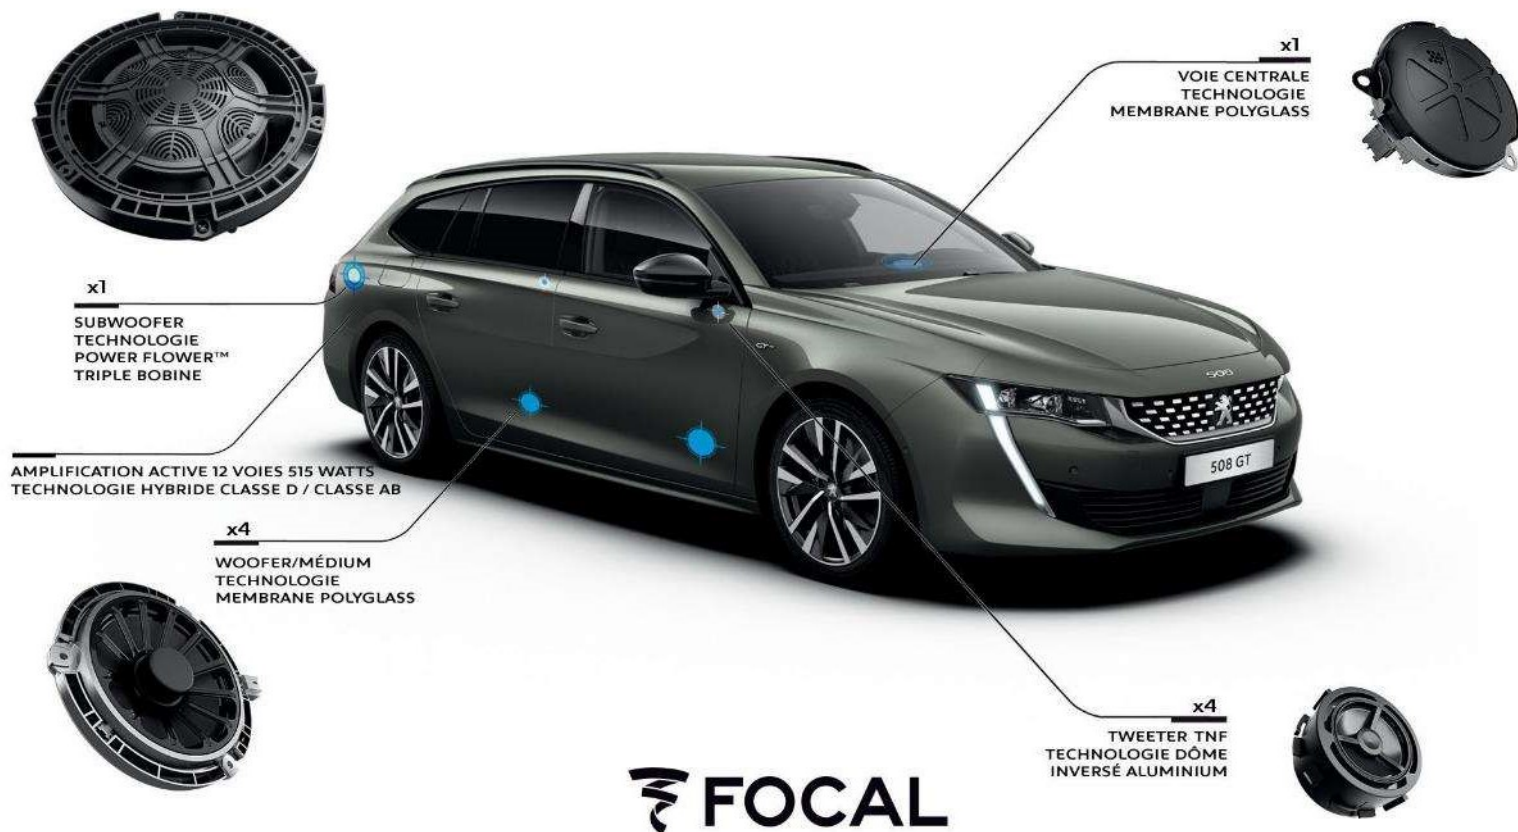 x1
VOIE CENTRALE
TECHNOLOGIE
MEMBRANE POLYGLASS
x1
SUBWOOFER
TECHNOLOGIE
POWER FLOWER™
TRIPLE BOBINE
AMPLIFICATION ACTIVE 12 VOIES 515 WATTS
TECHNOLOGIE HYBRIDE CLASSE D / CLASSE AB
x4
WOOFER/MÉDIUM
TECHNOLOGIE
MEMBRANE POLYGLASS
GT
508
508 GT
x4
TWEETER TNF
TECHNOLOGIE DÔME
INVERSÉ ALUMINIUM
FOCAL